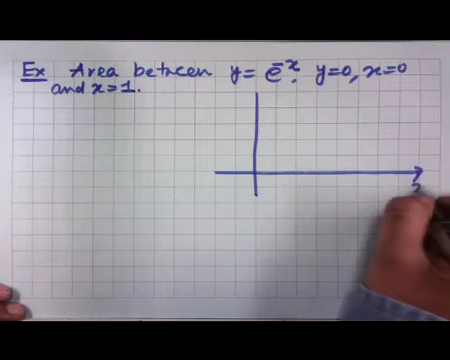 Ex Area between y = e^-x, y=0, x=0
and x=1.